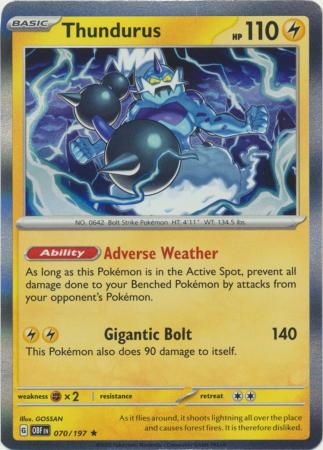 BASIC
Thundurus
HP 110
NO. 0642 Bolt Strike Pokémon HT: 4'11" WT: 134.5 lbs.
Ability Adverse Weather
As long as this Pokémon is in the Active Spot, prevent all
damage done to your Benched Pokémon by attacks
from your opponent's Pokémon.
Gigantic Bolt 140
This Pokémon also does 90 damage to itself.
weakness ×2 resistance retreat
Illus. GOSSAN
As it flies around, it shoots lightning all over the place
and causes forest fires. It is therefore disliked.
G OBF EN 070/197 ★